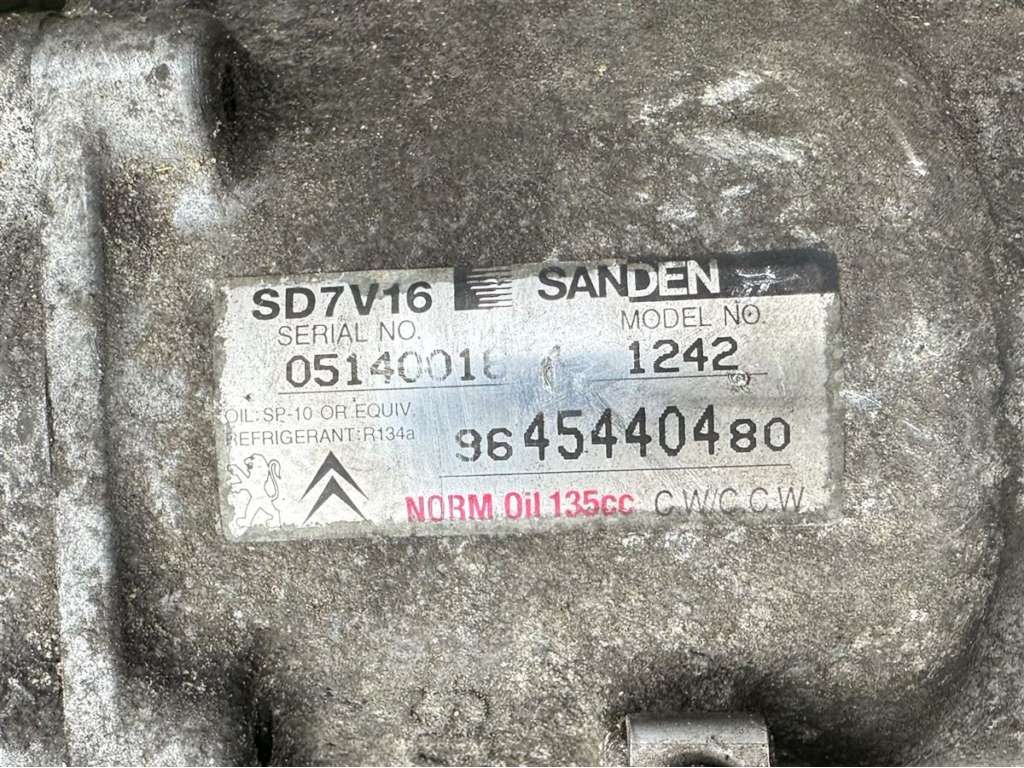 SD7V16 SANDEN
SERIAL NO. MODEL NO.
1242
OIL: SP-10 OR EQUIV.
REFRIGERANT: R134a
9645440480
NORM Oil 135cc C.W/C.C.W